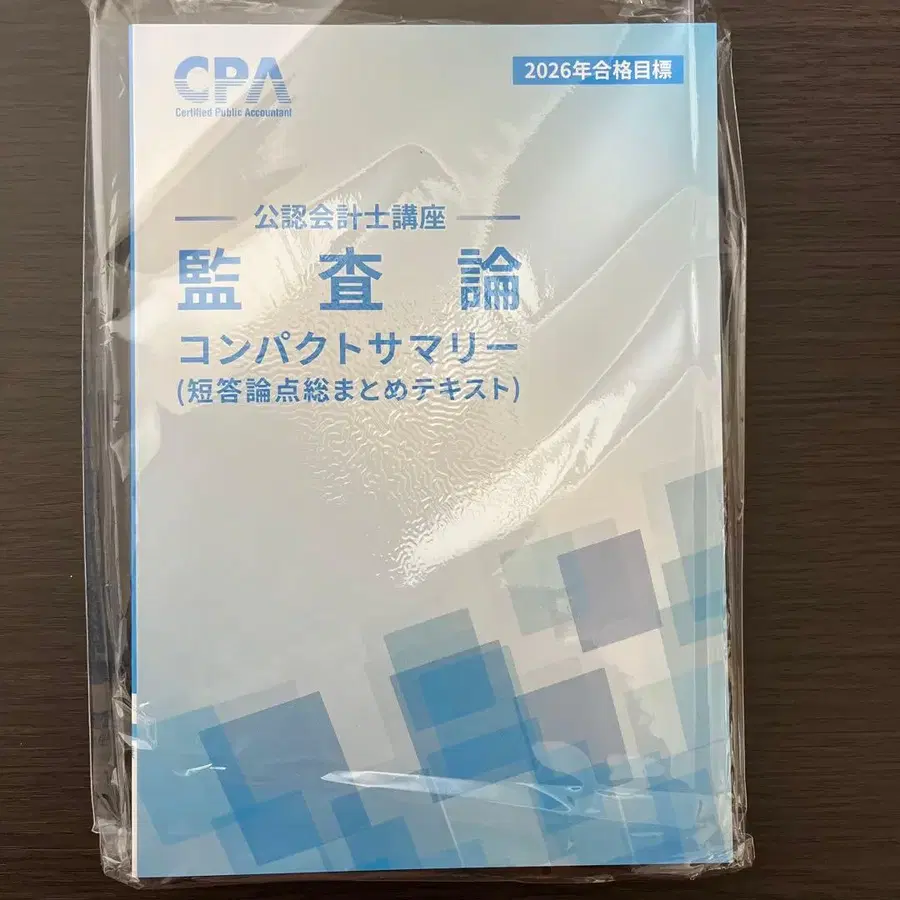 CPA
Certified Public Accountant
2026年合格目標
公認会計士講座
監査論
コンパクトサマリー
(短答論点総まとめテキスト)